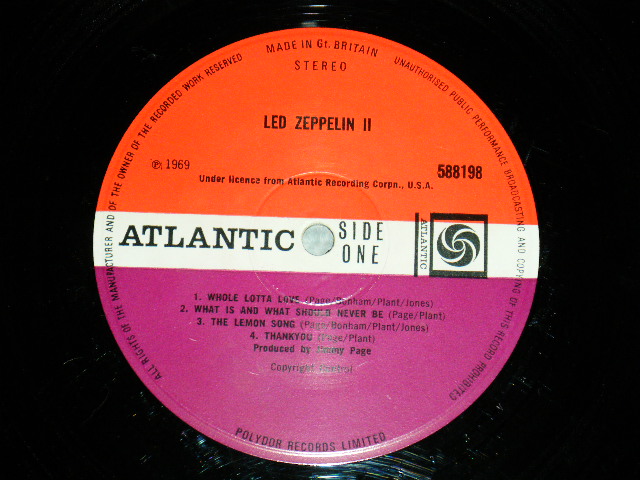 MADE IN Gt. BRITAIN
STEREO
LED ZEPPELIN II
℗ 1969
588198
Under licence from Atlantic Recording Corpn., U.S.A.
ATLANTIC
SIDE
ONE
ATLANTIC
1. WHOLE LOTTA LOVE (Page/Bonham/Plant/Jones)
2. WHAT IS AND WHAT SHOULD NEVER BE (Page/Plant)
3. THE LEMON SONG (Page/Bonham/Plant/Jones)
4. THANKYOU (Page/Plant)
Produced by Jimmy Page
Copyright Control
POLYDOR RECORDS LIMITED
ALL RIGHTS OF THE MANUFACTURER AND OF THE OWNER OF THE RECORDED WORK RESERVED
UNAUTHORISED PUBLIC PERFORMANCE BROADCASTING AND COPYING OF THIS RECORD PROHIBITED